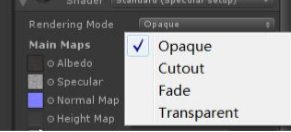 Shader Standard (Specular setup)
Rendering Mode Opaque
Main Maps
Albedo
Specular
Normal Map
Height Map
Opaque
Cutout
Fade
Transparent